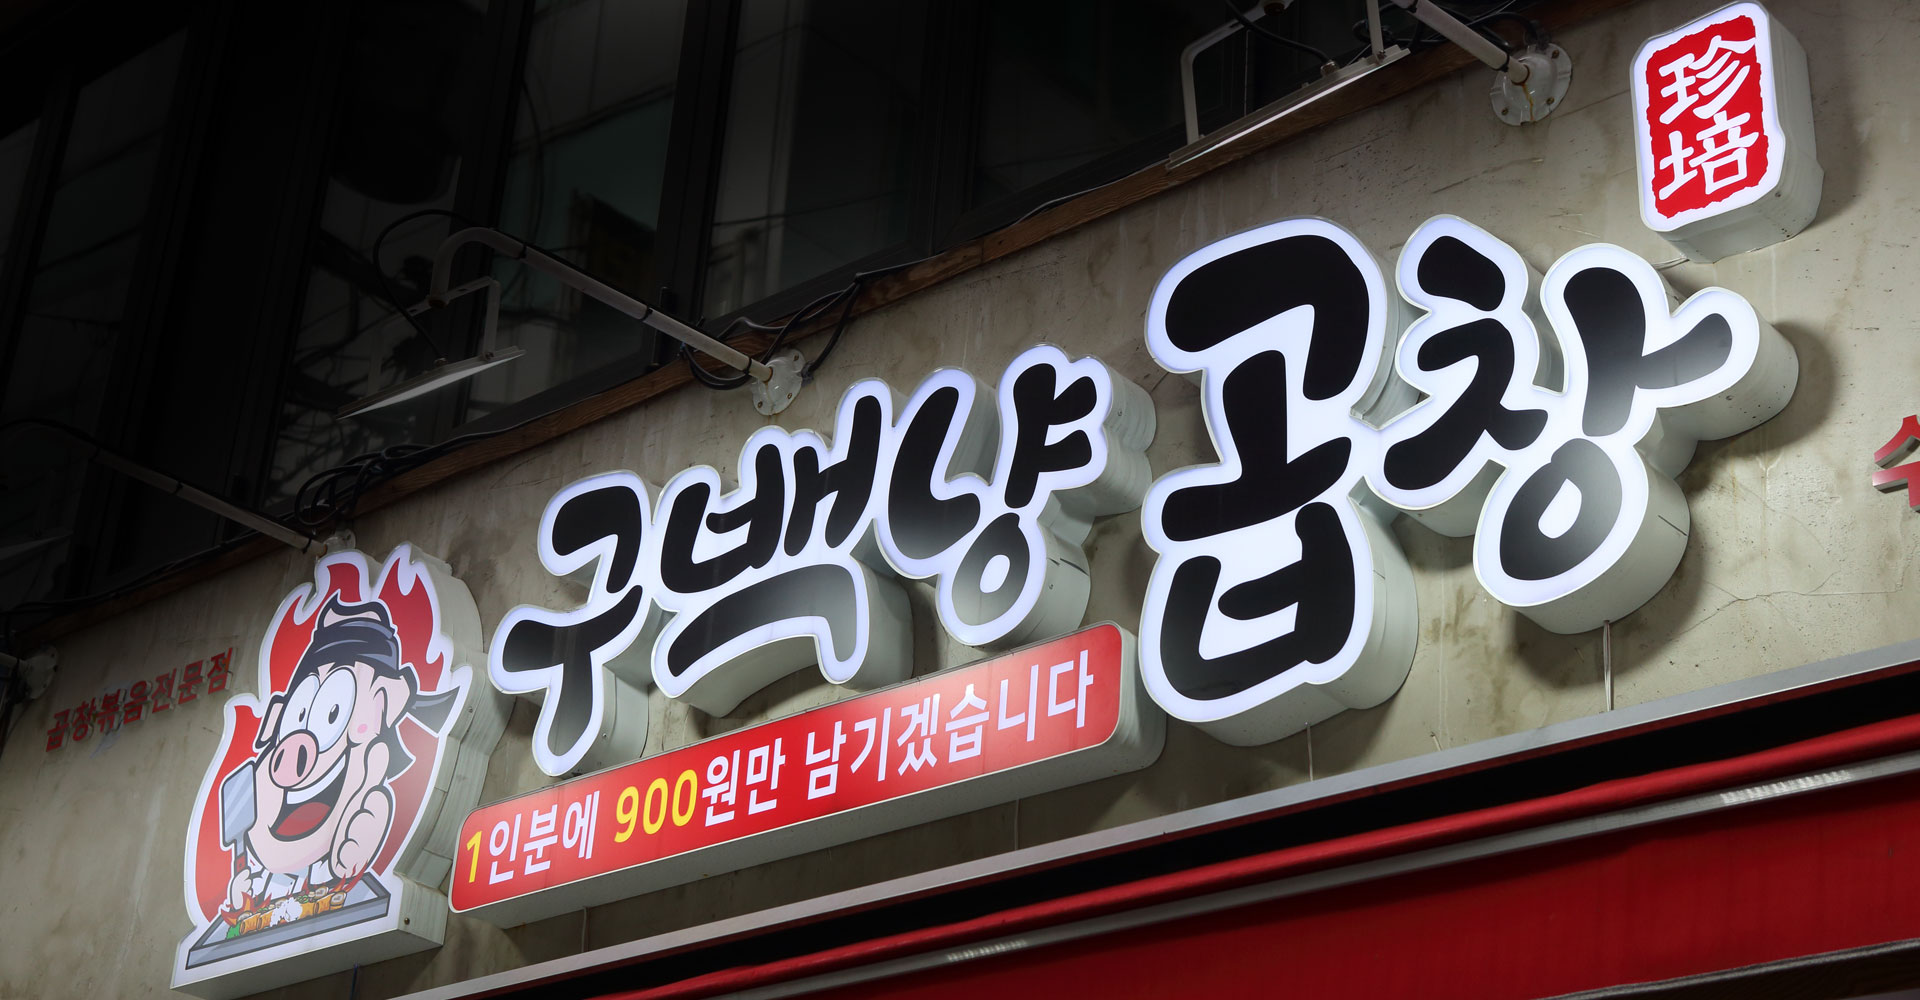 珍培
구백냥 곱창
1인분에 900원만 남기겠습니다
곱창볶음전문점
수